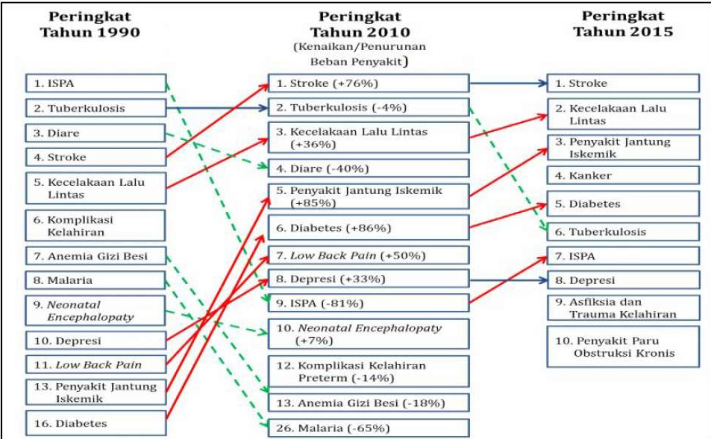 Peringkat
Tahun 1990
1. ISPA
2. Tuberkulosis
3. Diare
4. Stroke
5. Kecelakaan Lalu
Lintas
6. Komplikasi
Kelahiran
7. Anemia Gizi Besi
8. Malaria
9. Neonatal
Encephalopaty
10. Depresi
11. Low Back Pain
13. Penyakit Jantung
Iskemik
16. Diabetes
Peringkat
Tahun 2010
(Kenaikan/Penurunan
Beban Penyakit)
1. Stroke (+76%)
2. Tuberkulosis (-4%)
3. Kecelakaan Lalu Lintas
(+36%)
4. Diare (-40%)
5. Penyakit Jantung Iskemik
(+85%)
6. Diabetes (+86%)
7. Low Back Pain (+50%)
8. Depresi (+33%)
9. ISPA (-81%)
10. Neonatal Encephalopaty
(+7%)
12. Komplikasi Kelahiran
Preterm (-14%)
13. Anemia Gizi Besi (-18%)
26. Malaria (-65%)
Peringkat
Tahun 2015
1. Stroke
2. Kecelakaan Lalu
Lintas
3. Penyakit Jantung
Iskemik
4. Kanker
5. Diabetes
6. Tuberkulosis
7. ISPA
8. Depresi
9. Asfiksia dan
Trauma Kelahiran
10. Penyakit Paru
Obstruksi Kronis